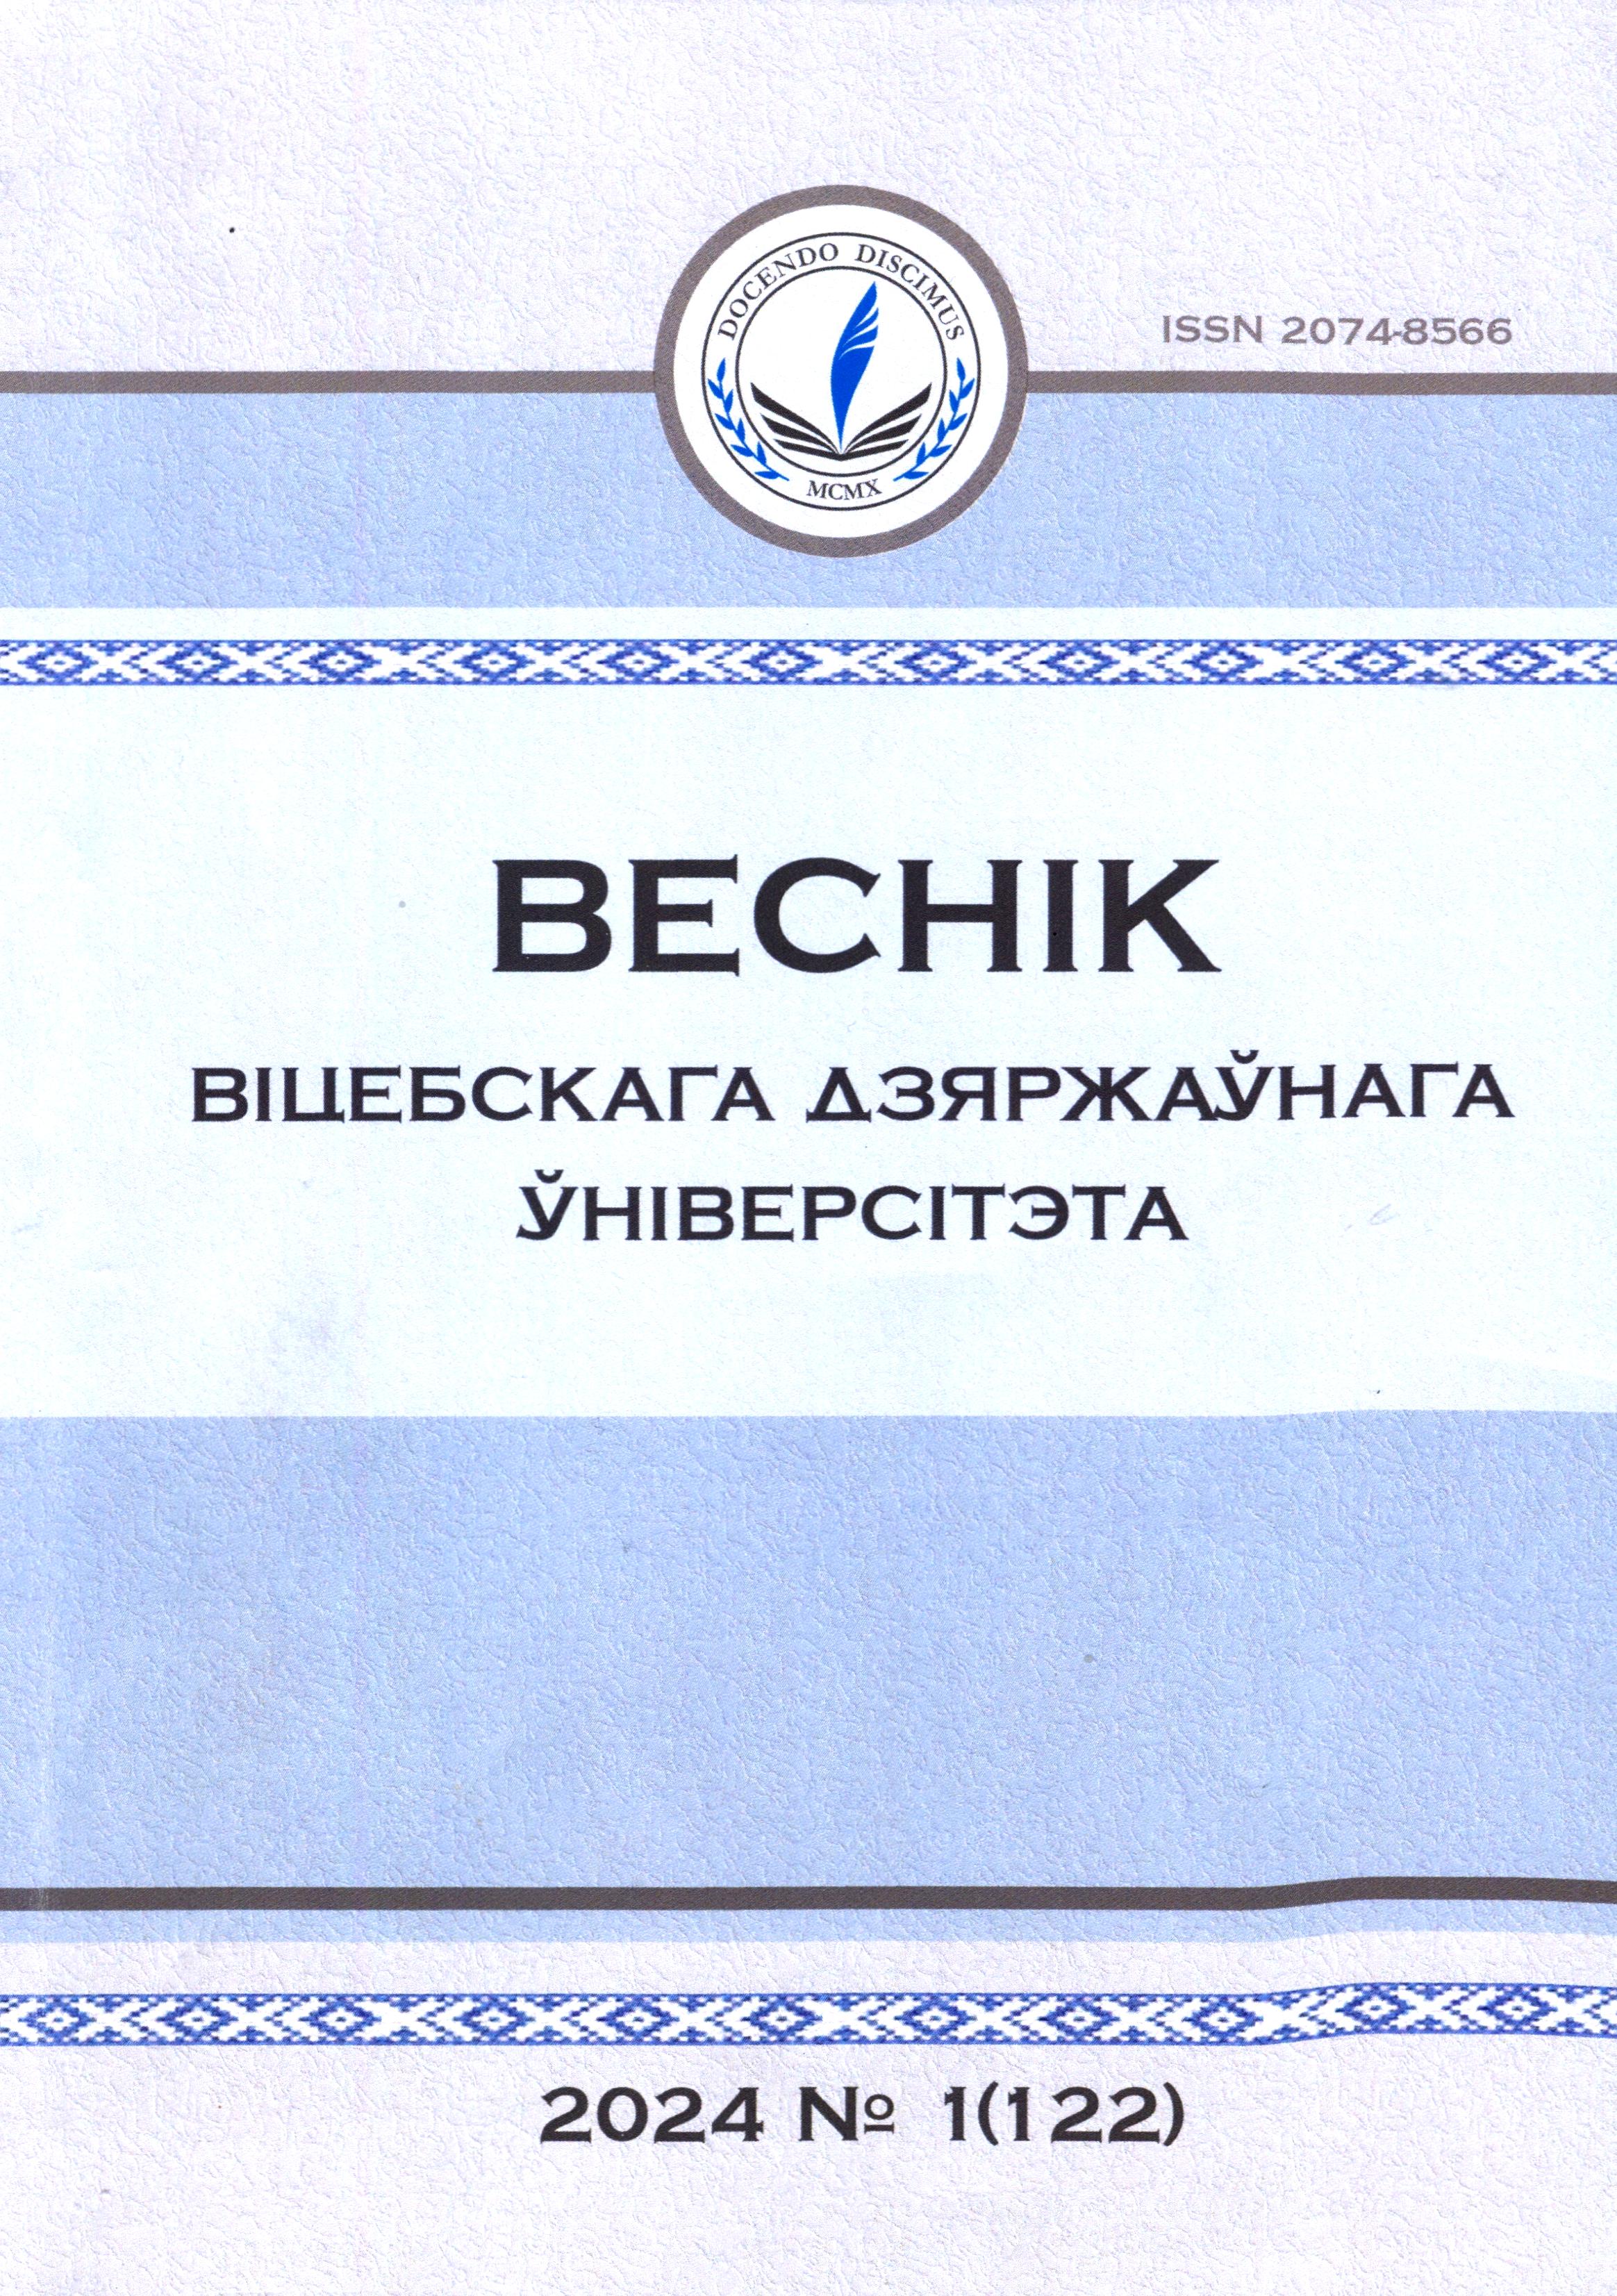 DOCENDO DISCIMUS
ISSN 2074-8566
MCMX
ВЕСНІК
ВІЦЕБСКАГА ДЗЯРЖАЎНАГА
ЎНІВЕРСІТЭТА
2024 № 1(122)